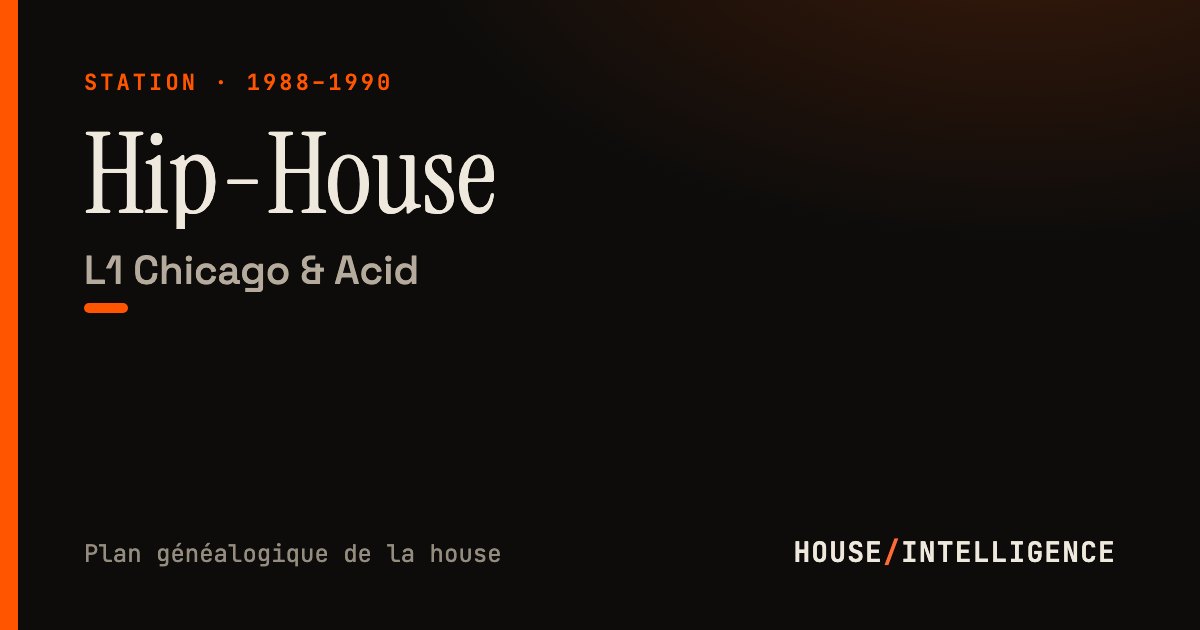 STATION · 1988–1990
Hip-House
L1 Chicago & Acid
Plan généalogique de la house
HOUSE/INTELLIGENCE